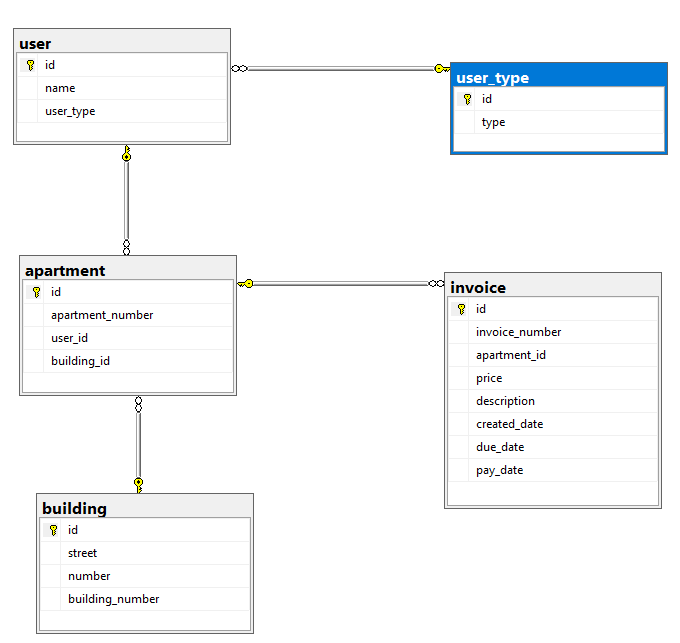 user
id
name
user_type
user_type
id
type
apartment
id
apartment_number
user_id
building_id
invoice
id
invoice_number
apartment_id
price
description
created_date
due_date
pay_date
building
id
street
number
building_number